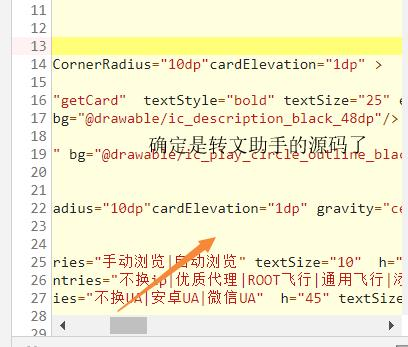 11
12
13
14 CornerRadius="10dp"cardElevation="1dp" >
15
16 "getCard"  textStyle="bold" textSize="25" e
17 bg="@drawable/ic_description_black_48dp"/>
18
确定是转文助手的源码了
19 " bg="@drawable/ic_play_circle_outline_blac
20
21
22 adius="10dp"cardElevation="1dp" gravity="ce
23
24
25 ries="手动浏览|自动浏览" textSize="10"  h="
26 ntries="不换ip|优质代理|ROOT飞行|通用飞行|添
27 ies="不换UA|安卓UA|微信UA"  h="45" textSize
28
29